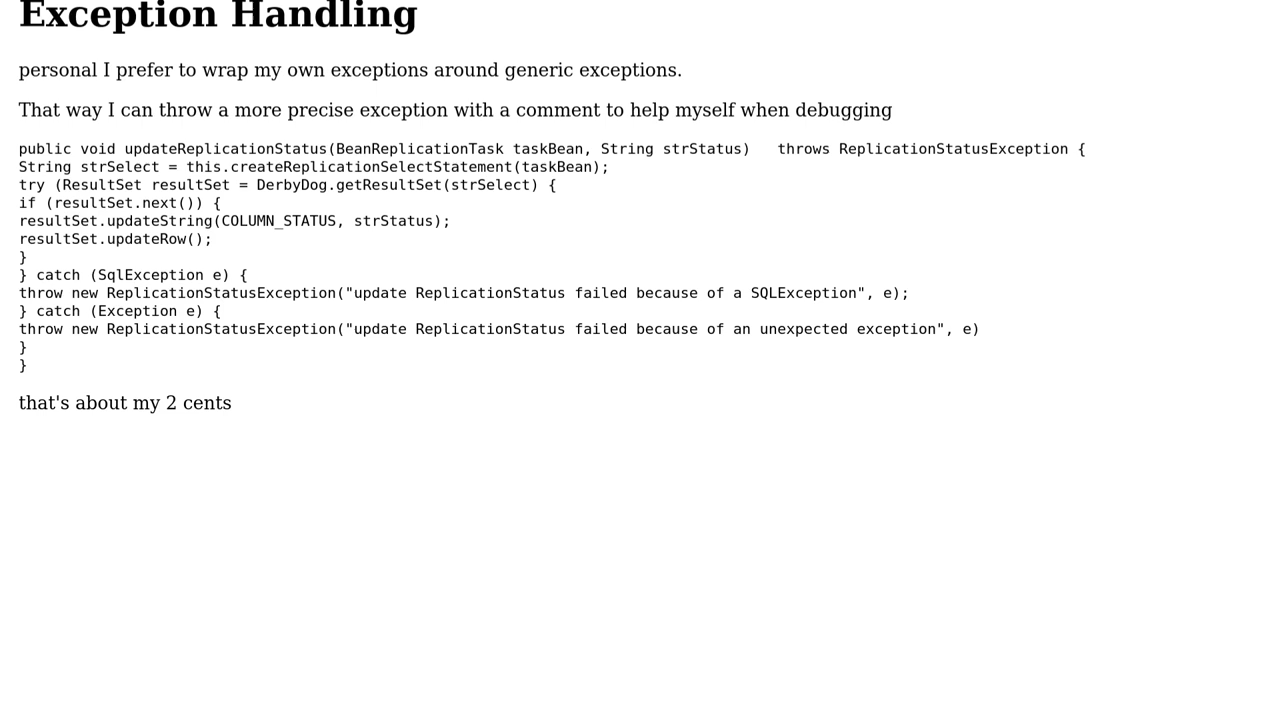 Exception Handling
personal I prefer to wrap my own exceptions around generic exceptions.
That way I can throw a more precise exception with a comment to help myself when debugging
public void updateReplicationStatus(BeanReplicationTask taskBean, String strStatus)   throws ReplicationStatusException {
String strSelect = this.createReplicationSelectStatement(taskBean);
try (ResultSet resultSet = DerbyDog.getResultSet(strSelect) {
if (resultSet.next()) {
resultSet.updateString(COLUMN_STATUS, strStatus);
resultSet.updateRow();
}
} catch (SqlException e) {
throw new ReplicationStatusException("update ReplicationStatus failed because of a SQLException", e);
} catch (Exception e) {
throw new ReplicationStatusException("update ReplicationStatus failed because of an unexpected exception", e)
}
}
that's about my 2 cents